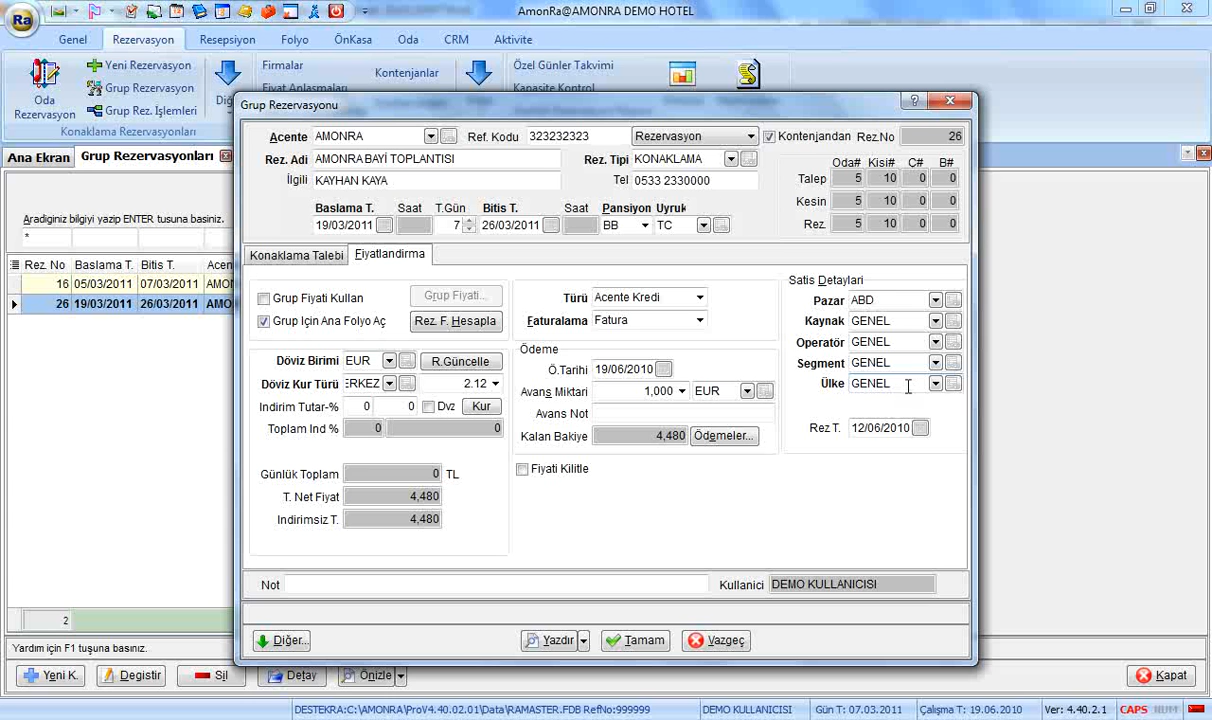 AmonRa@AMONRA DEMO HOTEL
Ra
Genel Rezervasyon Resepsiyon Folyo ÖnKasa Oda CRM Aktivite
Yeni Rezervasyon Firmalar Özel Günler Takvimi
Grup Rezervasyon Kontenjanlar
Oda
Rezervasyon
Grup Rez. İşlemleri
Konaklama Rezervasyonları
Ana Ekran Grup Rezervasyonları
Aradiginiz bilgiyi yazip ENTER tusuna basiniz.
*
Rez. No Baslama T. Bitis T.
16 05/03/2011 07/03/2011
26 19/03/2011 26/03/2011
2
Yardım için F1 tuşuna basınız.
Yeni K. Degistir Sil Detay Önizle Kapat
Grup Rezervasyonu
Acente AMONRA Ref. Kodu 323232323 Rezervasyon Kontenjandan Rez.No 26
Rez. Adi AMONRA BAYİ TOPLANTISI Rez. Tipi KONAKLAMA
İlgili KAYHAN KAYA Tel 0533 2330000
Oda# Kisi# C# B#
Talep 5 10 0 0
Kesin 5 10 0 0
Rez. 5 10 0 0
Baslama T. Saat T.Gün Bitis T. Saat Pansiyon Uyruk
19/03/2011 7 26/03/2011 BB TC
Konaklama Talebi Fiyatlandirma
Grup Fiyati Kullan Grup Fiyati...
Grup Için Ana Folyo Aç Rez. F. Hesapla
Döviz Birimi EUR R.Güncelle
Döviz Kur Türü ERKEZ 2.12
Indirim Tutar-% 0 0 Dvz Kur
Toplam Ind % 0 0
Günlük Toplam 0 TL
T. Net Fiyat 4,480
Indirimsiz T. 4,480
Türü Acente Kredi
Faturalama Fatura
Ödeme
Ö.Tarihi 19/06/2010
Avans Miktari 1,000 EUR
Avans Not
Kalan Bakiye 4,480 Ödemeler...
Fiyati Kilitle
Satis Detaylari
Pazar ABD
Kaynak GENEL
Operatör GENEL
Segment GENEL
Ülke GENEL
Rez T. 12/06/2010
Not Kullanici DEMO KULLANICISI
Diğer.. Yazdır Tamam Vazgeç
DESTEKRA:C:\AMONRA\ProV4.40.02.01\Data\RAMASTER.FDB RefNo:999999 DEMO KULLANICISI Gün T: 07.03.2011 Çalişma T: 19.06.2010 Ver: 4.40.2.1 CAPS NUM